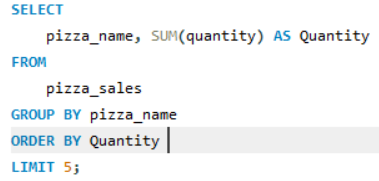 SELECT
pizza_name, SUM(quantity) AS Quantity
FROM
pizza_sales
GROUP BY pizza_name
ORDER BY Quantity
LIMIT 5;